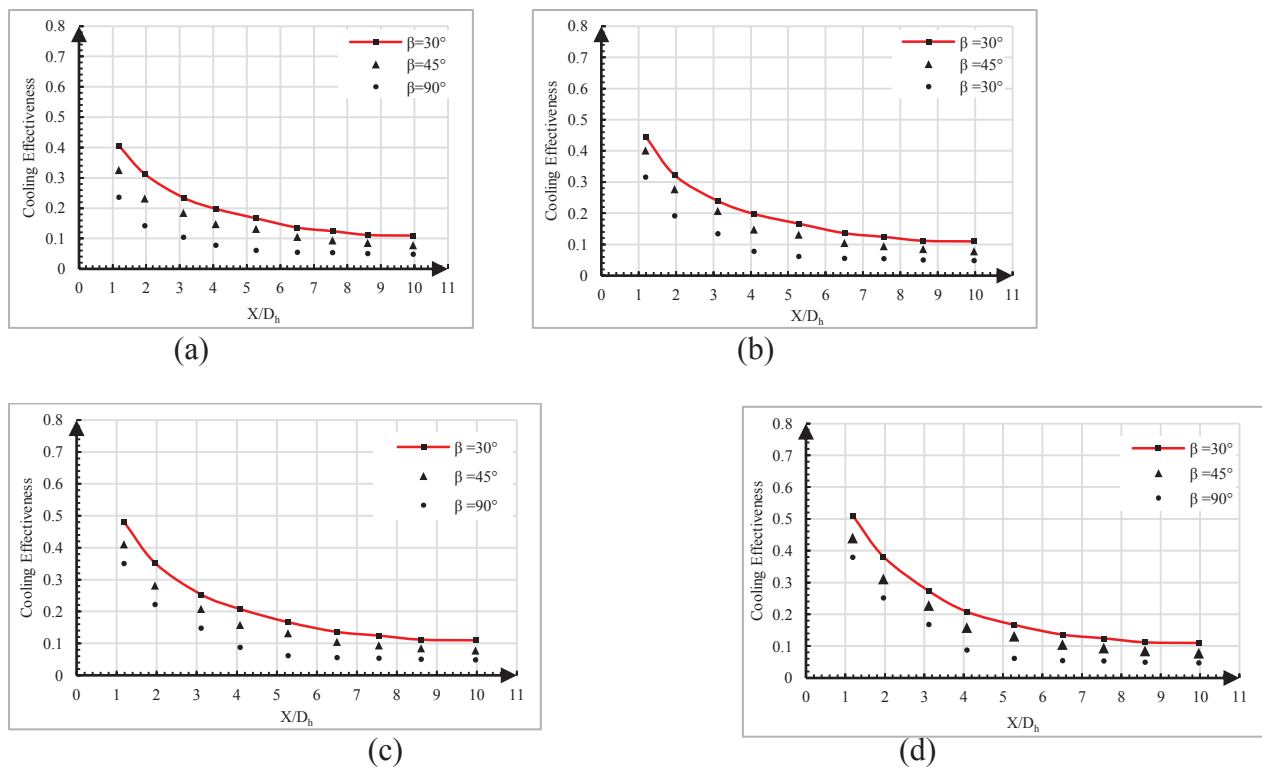 0.8
0.7
0.6
0.5
0.4
0.3
0.2
0.1
0
Cooling Effectiveness
β=30°
β=45°
β=90°
0 1 2 3 4 5 6 7 8 9 10 11
X/Dh
(a)
0.8
0.7
0.6
0.5
0.4
0.3
0.2
0.1
0
Cooling Effectiveness
β =30°
β =45°
β =30°
0 1 2 3 4 5 6 7 8 9 10 11
X/Dh
(b)
0.8
0.7
0.6
0.5
0.4
0.3
0.2
0.1
0
Cooling Effectiveness
β =30°
β =45°
β =90°
0 1 2 3 4 5 6 7 8 9 10 11
X/Dh
(c)
0.8
0.7
0.6
0.5
0.4
0.3
0.2
0.1
0
Cooling Effectiveness
β =30°
β =45°
β =90°
0 1 2 3 4 5 6 7 8 9 10 11
X/Dh
(d)